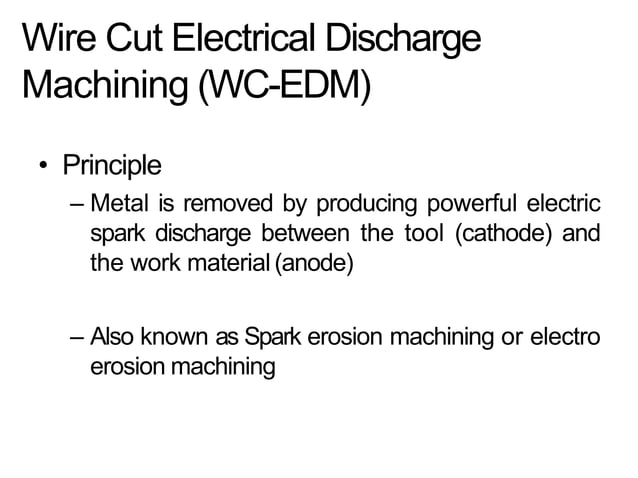 Wire Cut Electrical Discharge
Machining (WC-EDM)
• Principle
– Metal is removed by producing powerful electric
spark discharge between the tool (cathode) and
the work material (anode)
– Also known as Spark erosion machining or electro
erosion machining